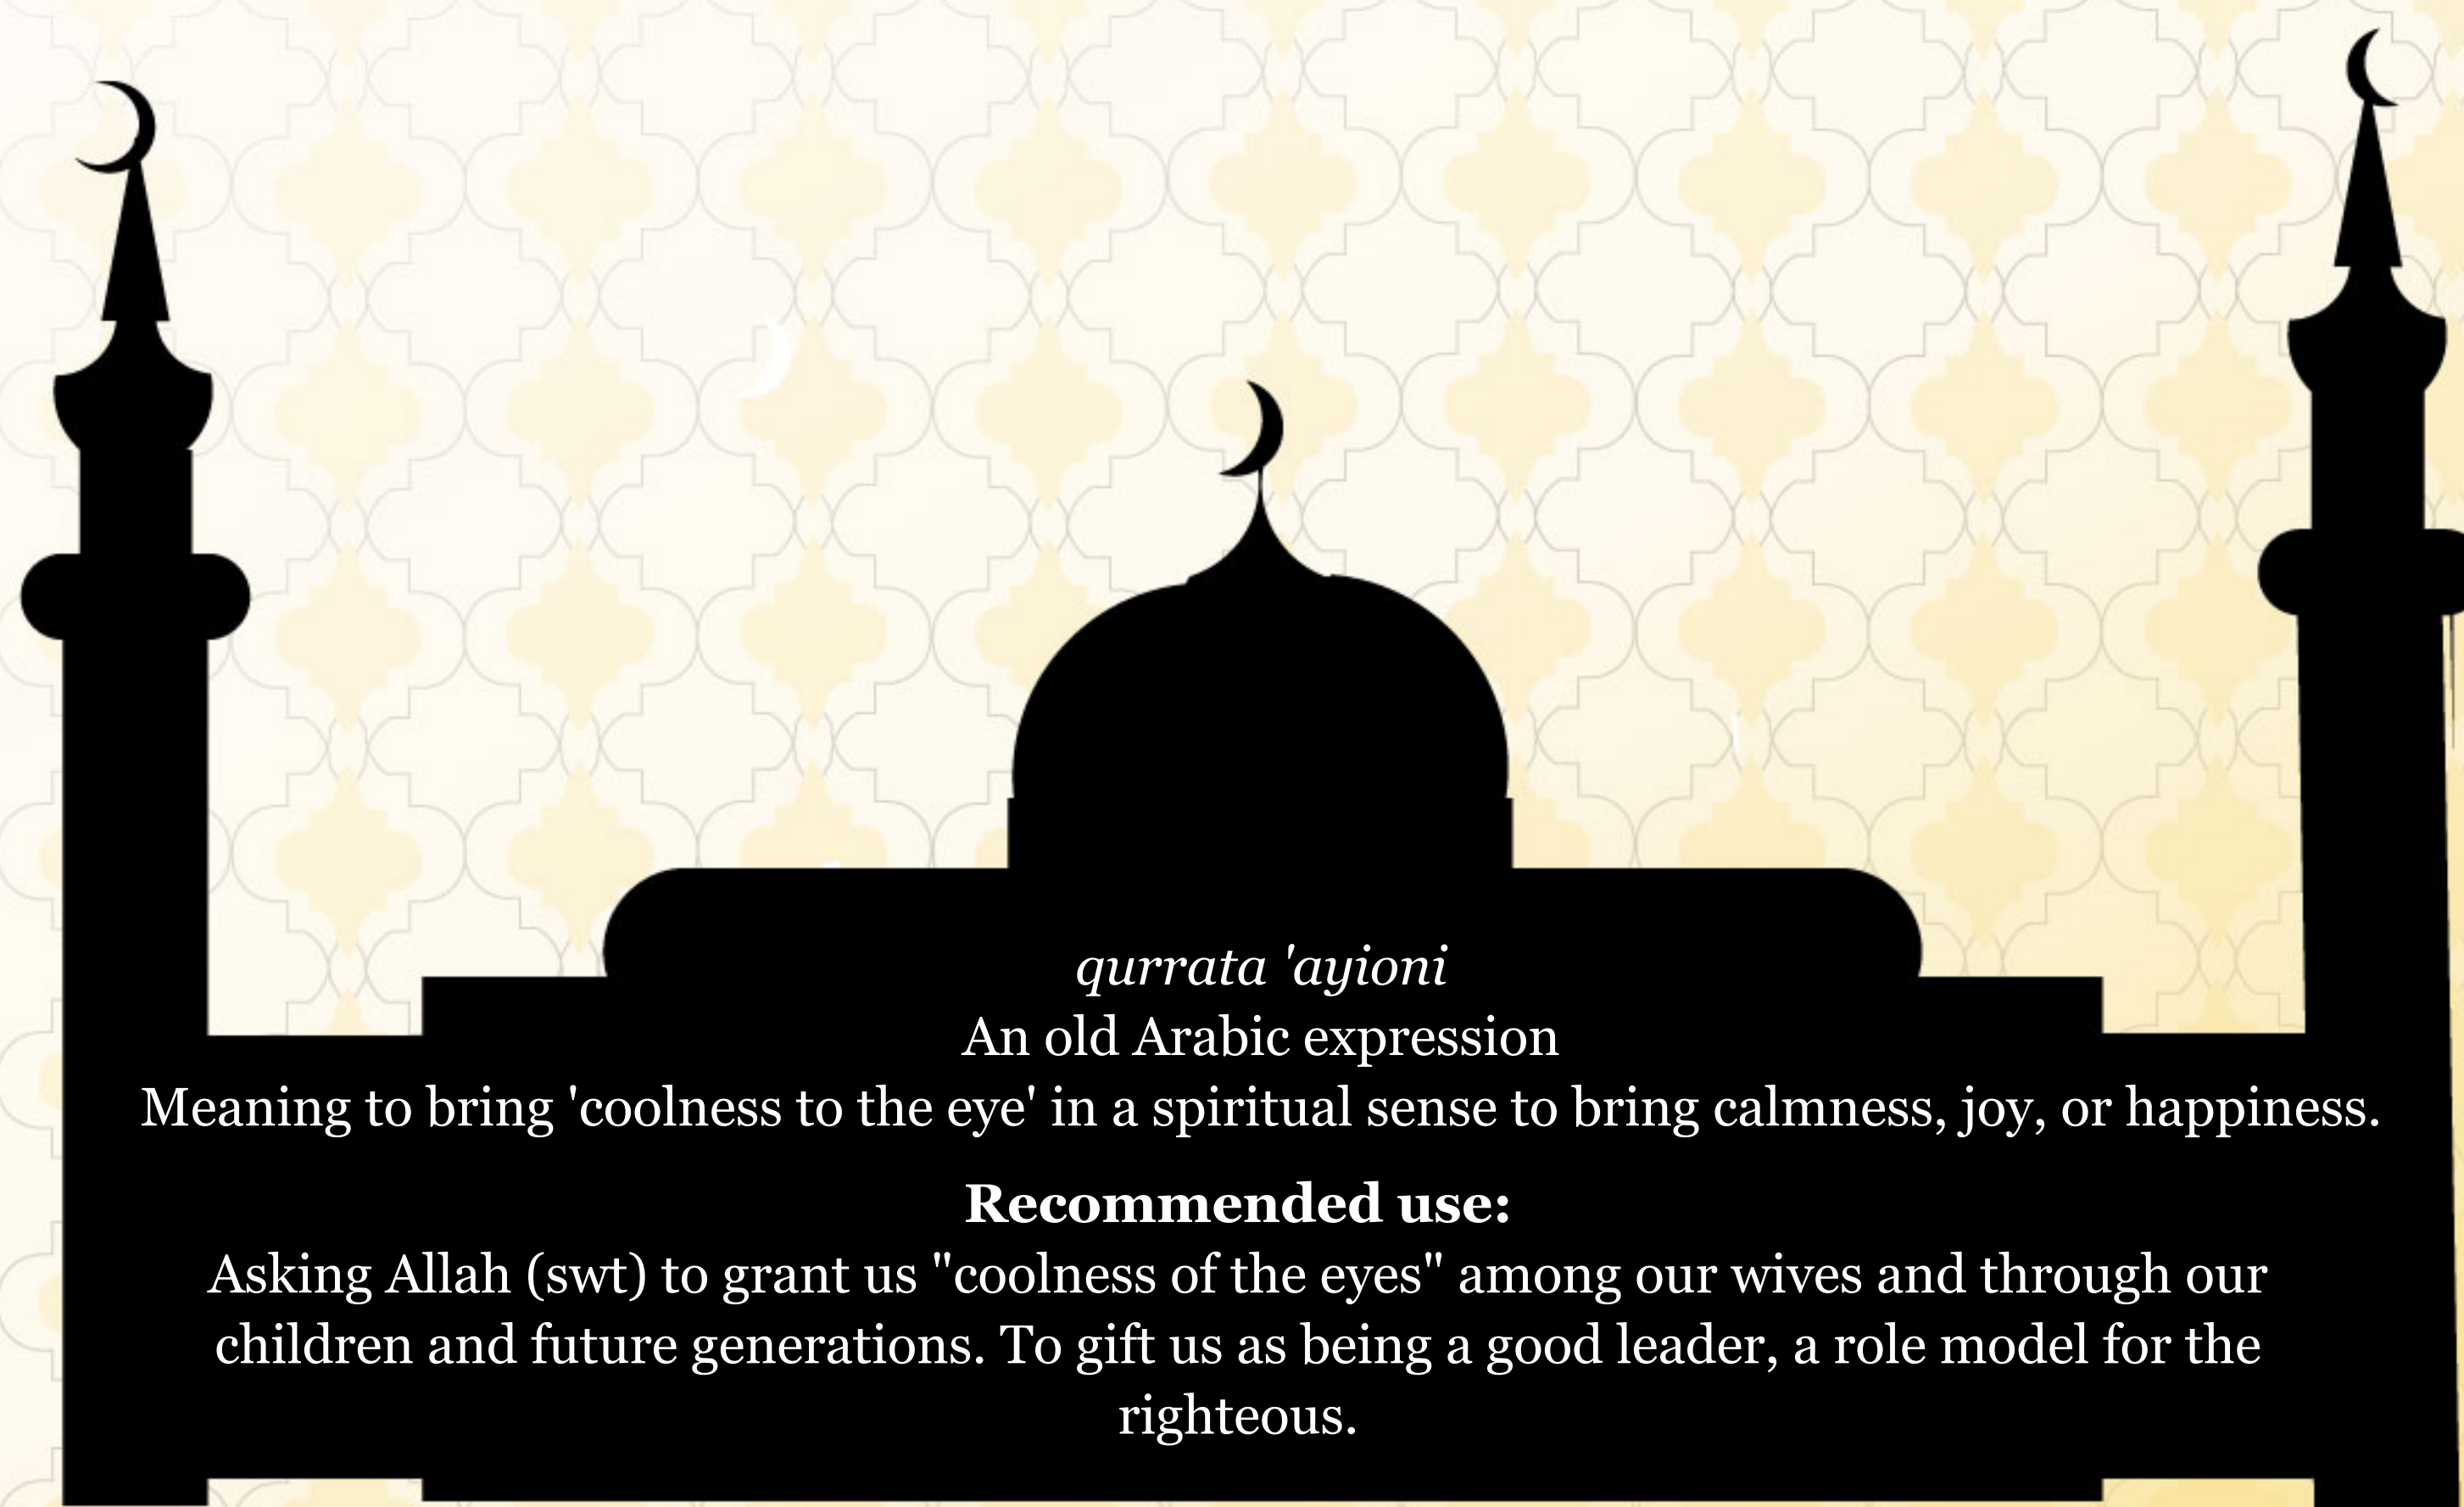 qurrata 'ayioni
An old Arabic expression
Meaning to bring 'coolness to the eye' in a spiritual sense to bring calmness, joy, or happiness.
Recommended use:
Asking Allah (swt) to grant us "coolness of the eyes" among our wives and through our
children and future generations. To gift us as being a good leader, a role model for the
righteous.